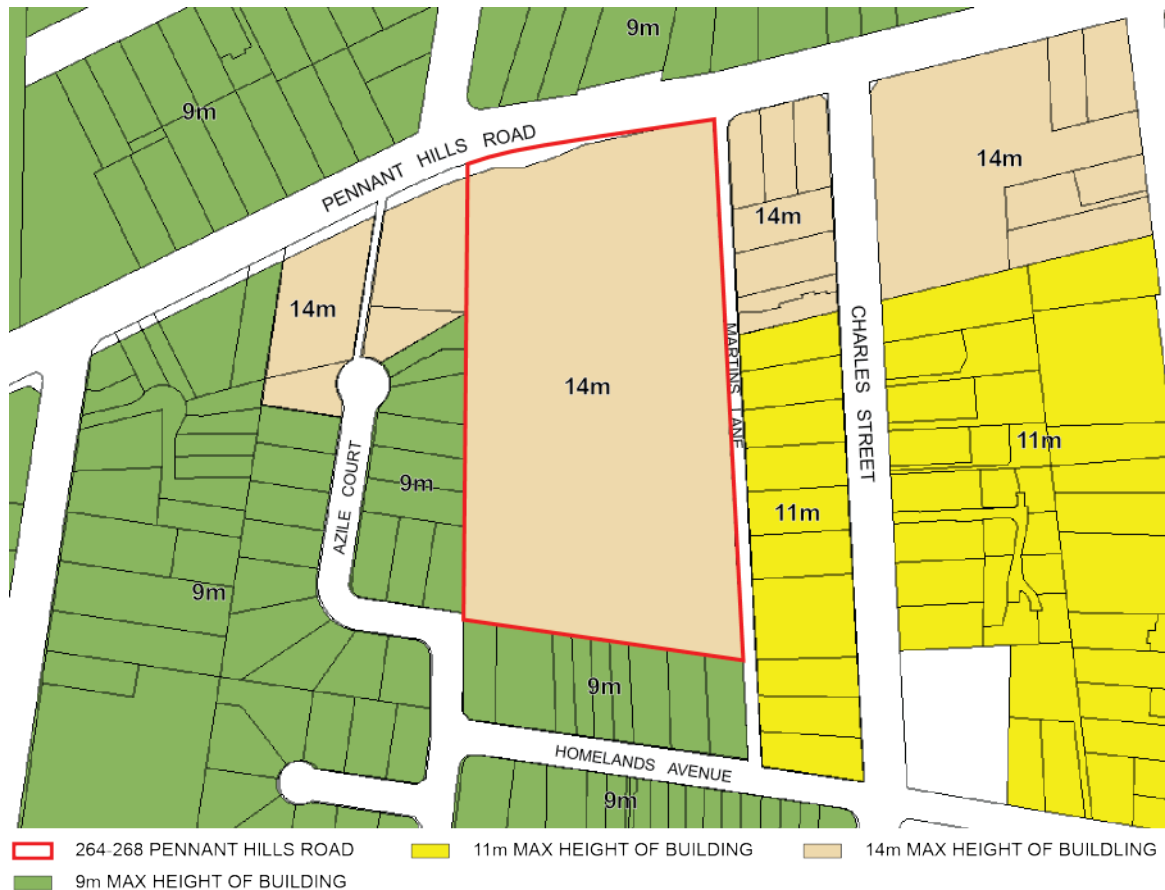 9m
9m
PENNANT HILLS ROAD
14m
14m
14m
14m
MARTINS LANE
CHARLES STREET
11m
9m
AZILE COURT
11m
9m
9m
HOMELANDS AVENUE
9m
264-268 PENNANT HILLS ROAD
11m MAX HEIGHT OF BUILDING
14m MAX HEIGHT OF BUILDLING
9m MAX HEIGHT OF BUILDING